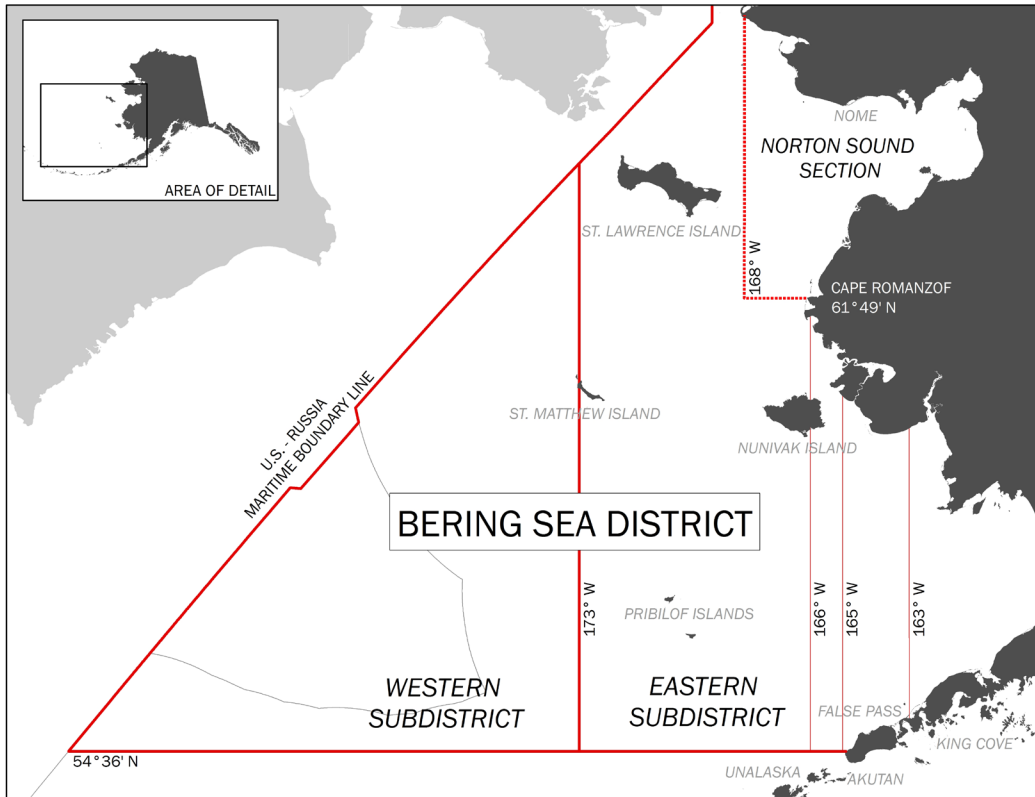 AREA OF DETAIL
NOME
NORTON SOUND
SECTION
ST. LAWRENCE ISLAND
168° W
CAPE ROMANZOF
61°49' N
U.S. - RUSSIA
MARITIME BOUNDARY LINE
ST. MATTHEW ISLAND
NUNIVAK ISLAND
BERING SEA DISTRICT
173° W
PRIBILOF ISLANDS
166° W
165° W
163° W
WESTERN
SUBDISTRICT
EASTERN
SUBDISTRICT
FALSE PASS
KING COVE
54°36' N
UNALASKA
AKUTAN